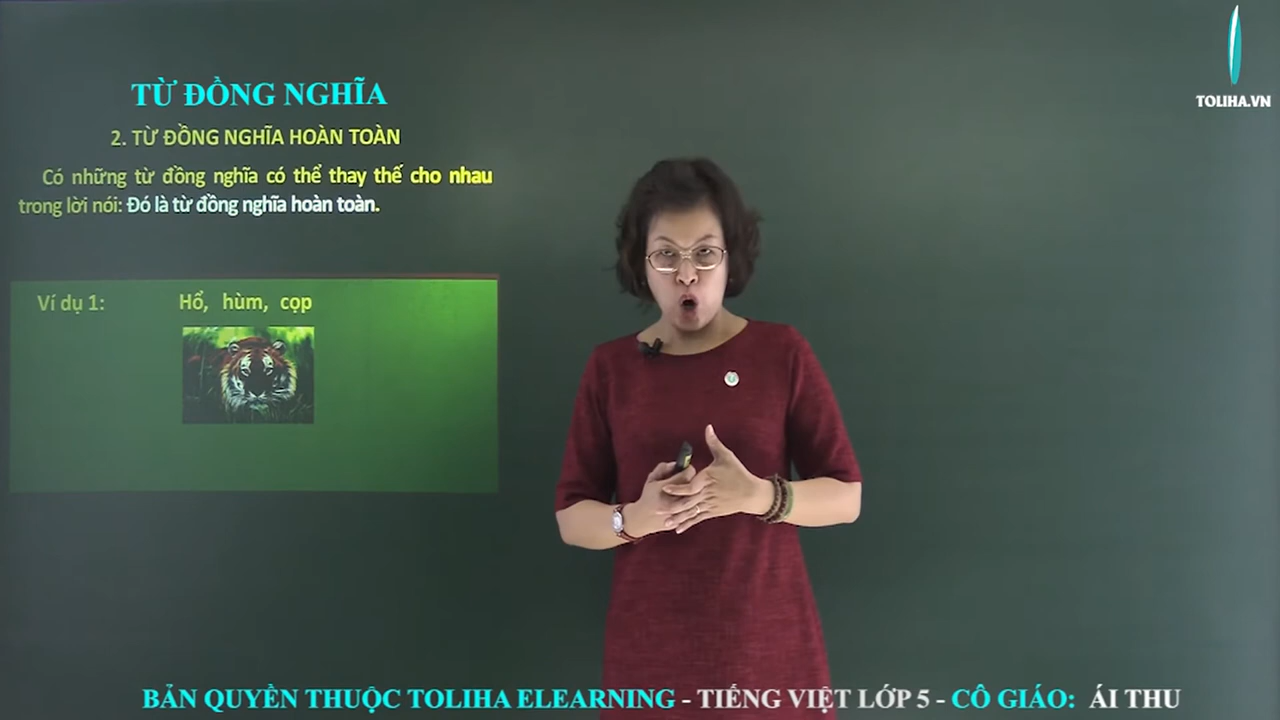 TỪ ĐỒNG NGHĨA
2. TỪ ĐỒNG NGHĨA HOÀN TOÀN
Có những từ đồng nghĩa có thể thay thế cho nhau
trong lời nói: Đó là từ đồng nghĩa hoàn toàn.
Ví dụ 1: Hổ, hùm, cọp
TOLIHA.VN
BẢN QUYỀN THUỘC TOLIHA ELEARNING - TIẾNG VIỆT LỚP 5 - CÔ GIÁO: ÁI THU